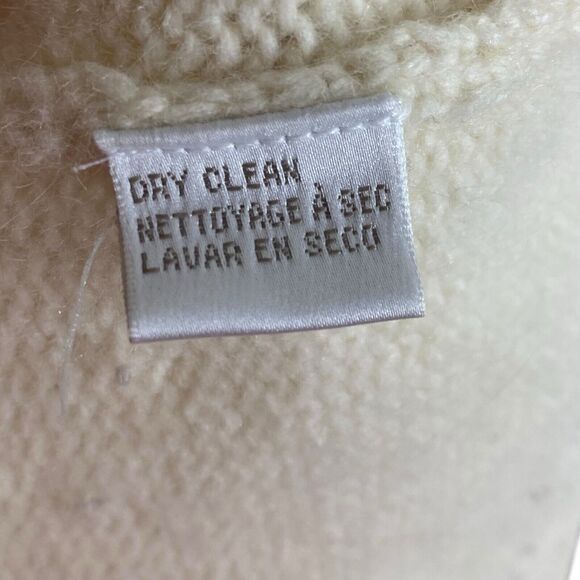 DRY CLEAN
NETTOYAGE À SEC
LAVAR EN SECO